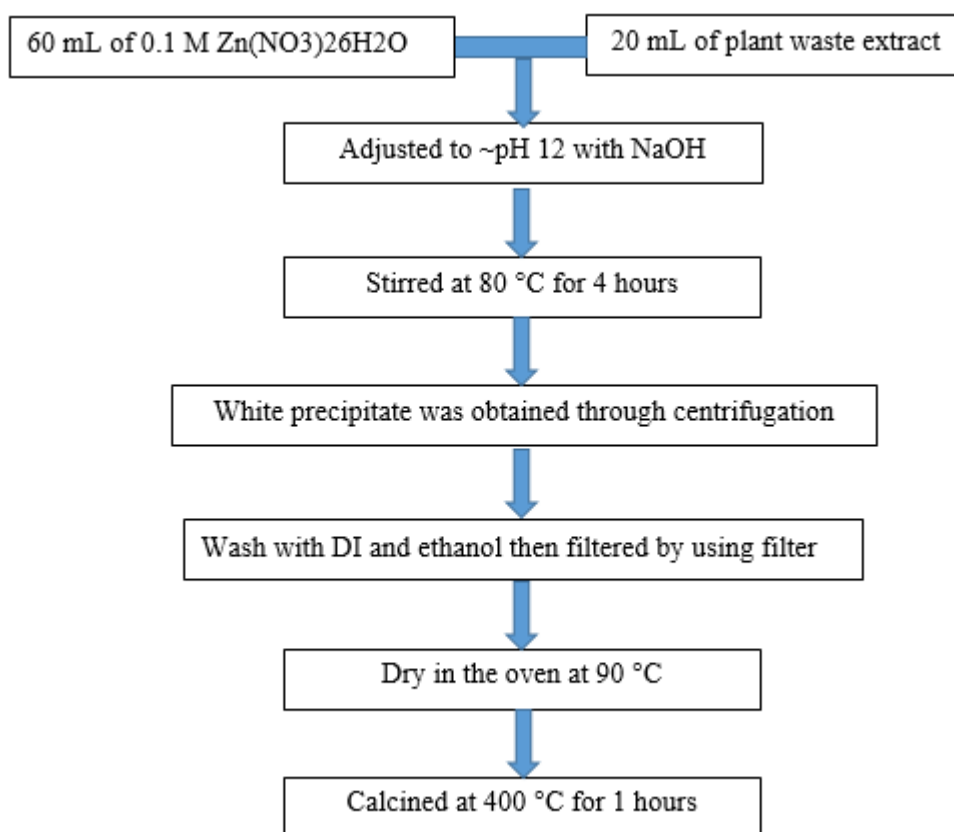 60 mL of 0.1 M Zn(NO3)26H2O
20 mL of plant waste extract
Adjusted to ~pH 12 with NaOH
Stirred at 80 °C for 4 hours
White precipitate was obtained through centrifugation
Wash with DI and ethanol then filtered by using filter
Dry in the oven at 90 °C
Calcined at 400 °C for 1 hours